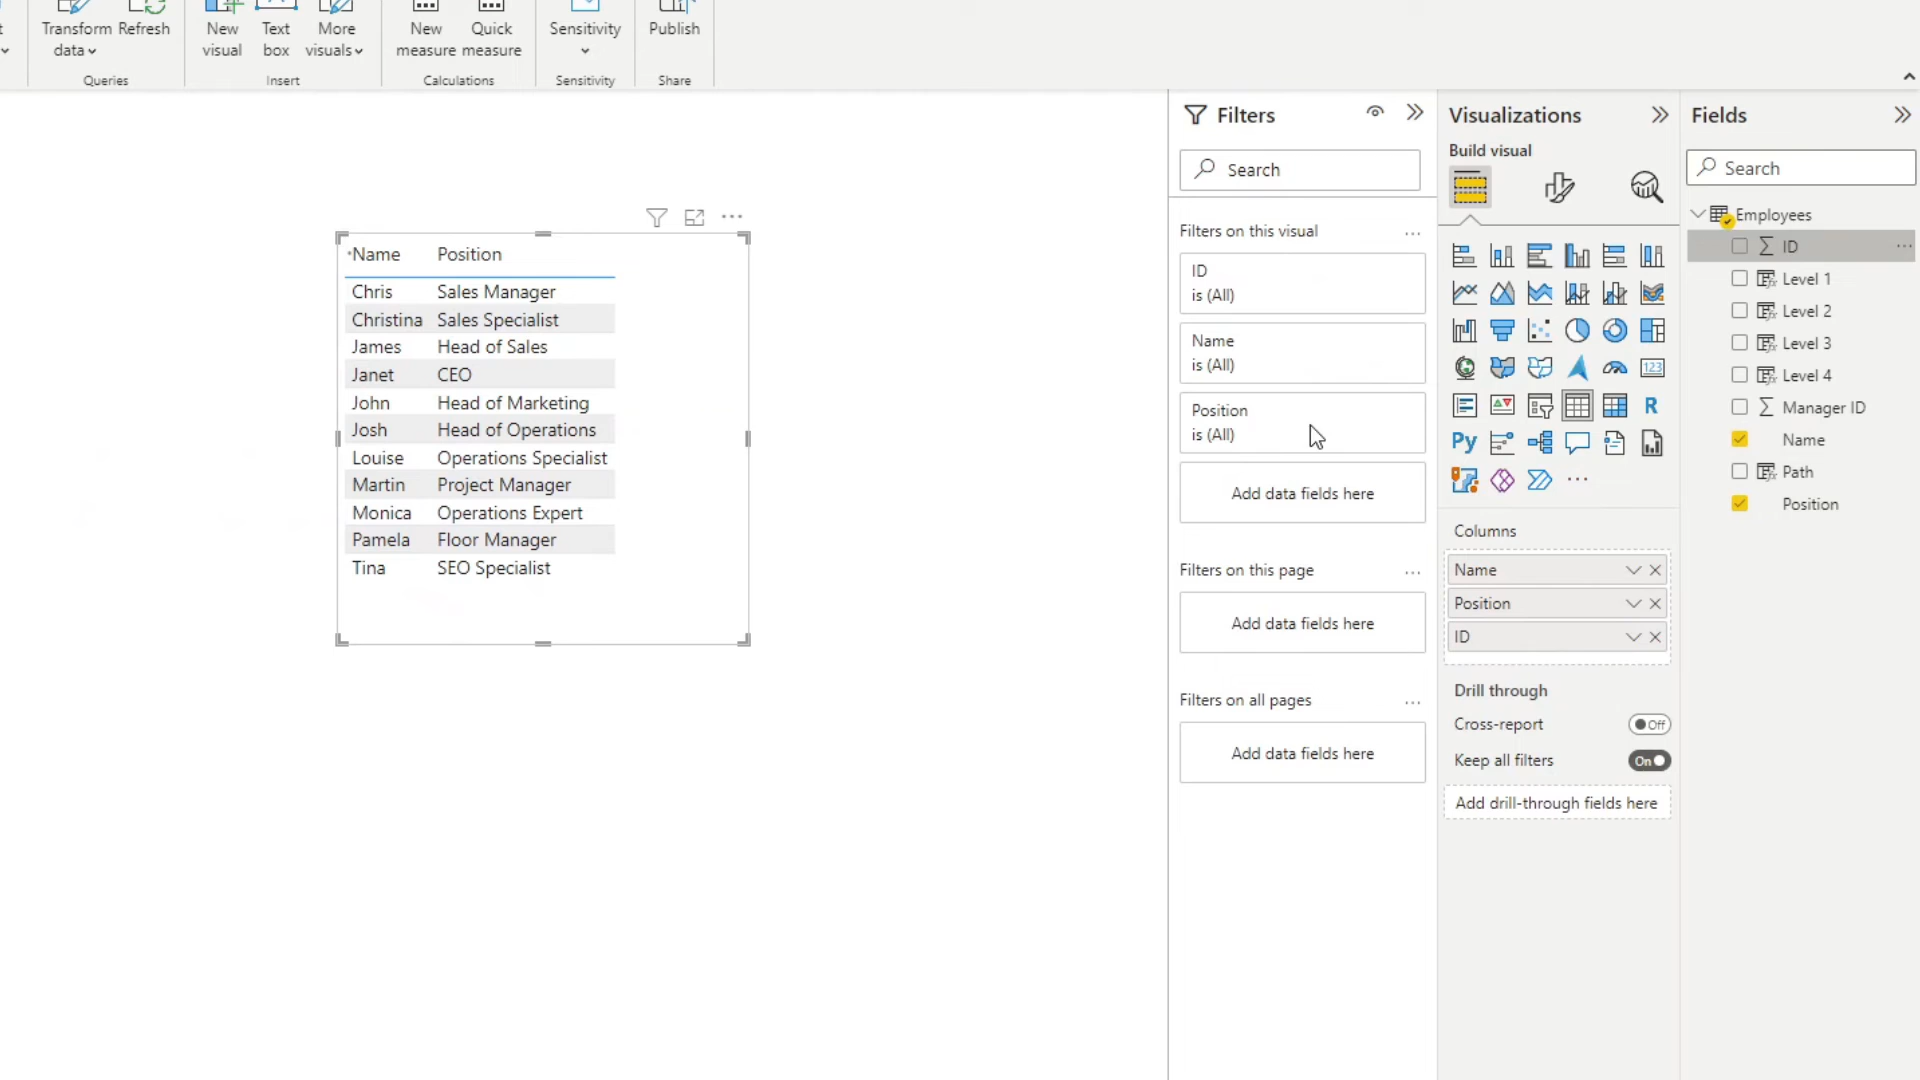 t
Transform Refresh
data
Queries
New Text More
visual box visuals
Insert
New Quick
measure measure
Calculations
Sensitivity
Sensitivity
Publish
Share
Name Position
Chris Sales Manager
Christina Sales Specialist
James Head of Sales
Janet CEO
John Head of Marketing
Josh Head of Operations
Louise Operations Specialist
Martin Project Manager
Monica Operations Expert
Pamela Floor Manager
Tina SEO Specialist
Filters
Search
Filters on this visual
ID
is (All)
Name
is (All)
Position
is (All)
Add data fields here
Filters on this page
Add data fields here
Filters on all pages
Add data fields here
Visualizations
Build visual
123
R
Py
Columns
Name
Position
ID
Drill through
Cross-report Off
Keep all filters On
Add drill-through fields here
Fields
Search
Employees
ID
Level 1
Level 2
Level 3
Level 4
Manager ID
Name
Path
Position